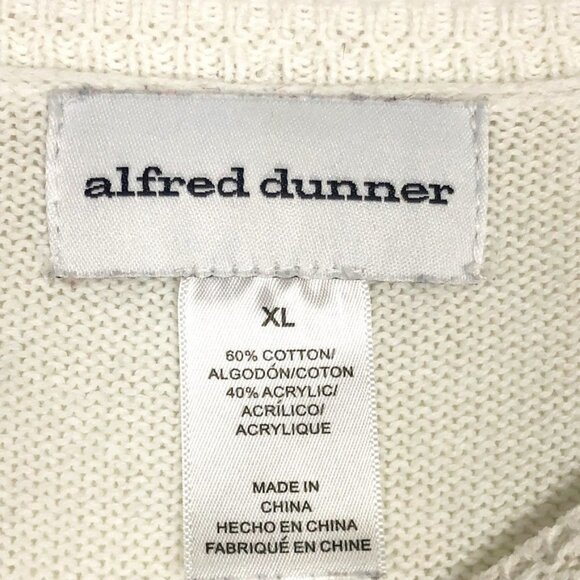 alfred dunner
XL
60% COTTON/
ALGODÓN/COTON
40% ACRYLIC/
ACRÍLICO/
ACRYLIQUE
MADE IN
CHINA
HECHO EN CHINA
FABRIQUÉ EN CHINE